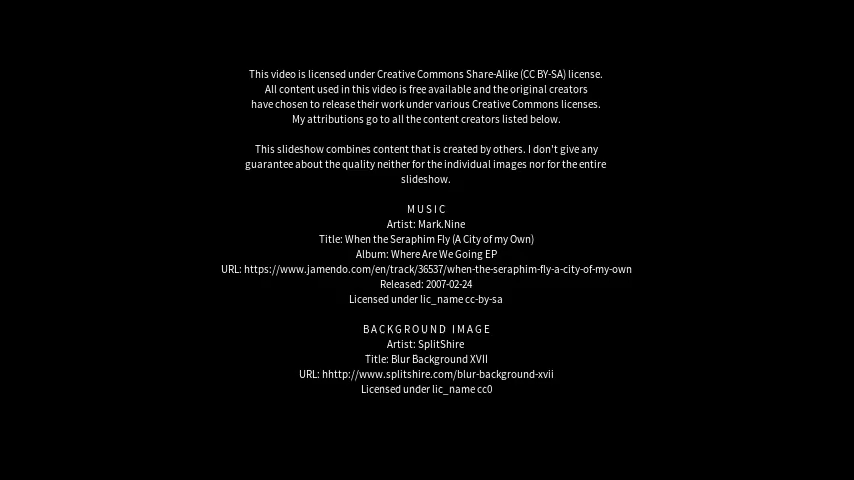 This video is licensed under Creative Commons Share-Alike (CC BY-SA) license.
All content used in this video is free available and the original creators
have chosen to release their work under various Creative Commons licenses.
My attributions go to all the content creators listed below.
This slideshow combines content that is created by others. I don't give any
guarantee about the quality neither for the individual images nor for the entire
slideshow.
MUSIC
Artist: Mark.Nine
Title: When the Seraphim Fly (A City of my Own)
Album: Where Are We Going EP
URL: https://www.jamendo.com/en/track/36537/when-the-seraphim-fly-a-city-of-my-own
Released: 2007-02-24
Licensed under lic_name cc-by-sa
BACKGROUND IMAGE
Artist: SplitShire
Title: Blur Background XVII
URL: hhttp://www.splitshire.com/blur-background-xvii
Licensed under lic_name cc0